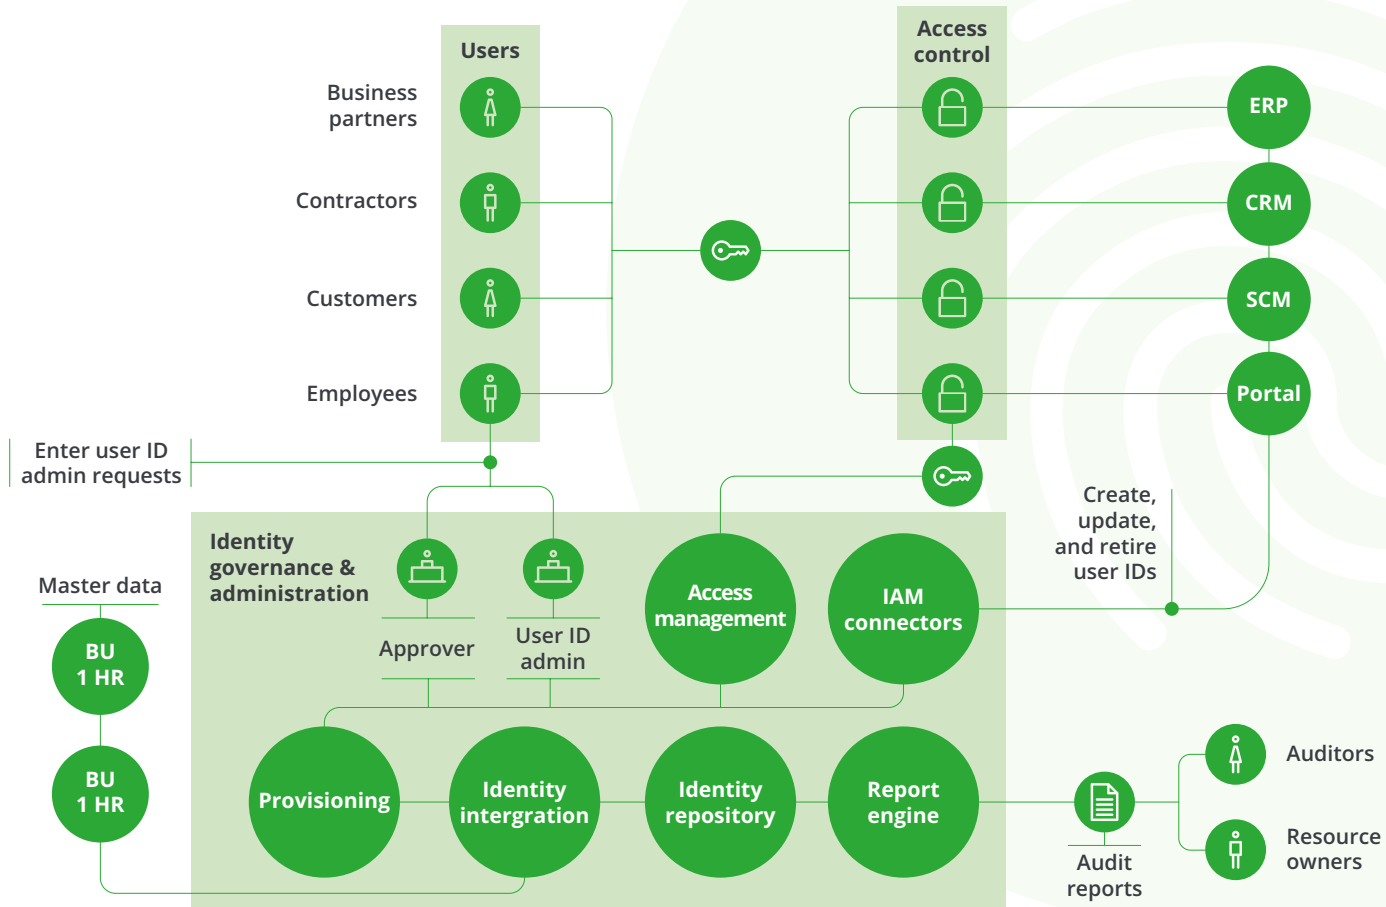 Users
Access
control
Business
partners
Contractors
Customers
Employees
ERP
CRM
SCM
Portal
Enter user ID
admin requests
Create,
update,
and retire
user IDs
Identity
governance &
administration
Master data
BU
1 HR
BU
1 HR
Approver
User ID
admin
Access
management
IAM
connectors
Provisioning
Identity
intergration
Identity
repository
Report
engine
Audit
reports
Auditors
Resource
owners